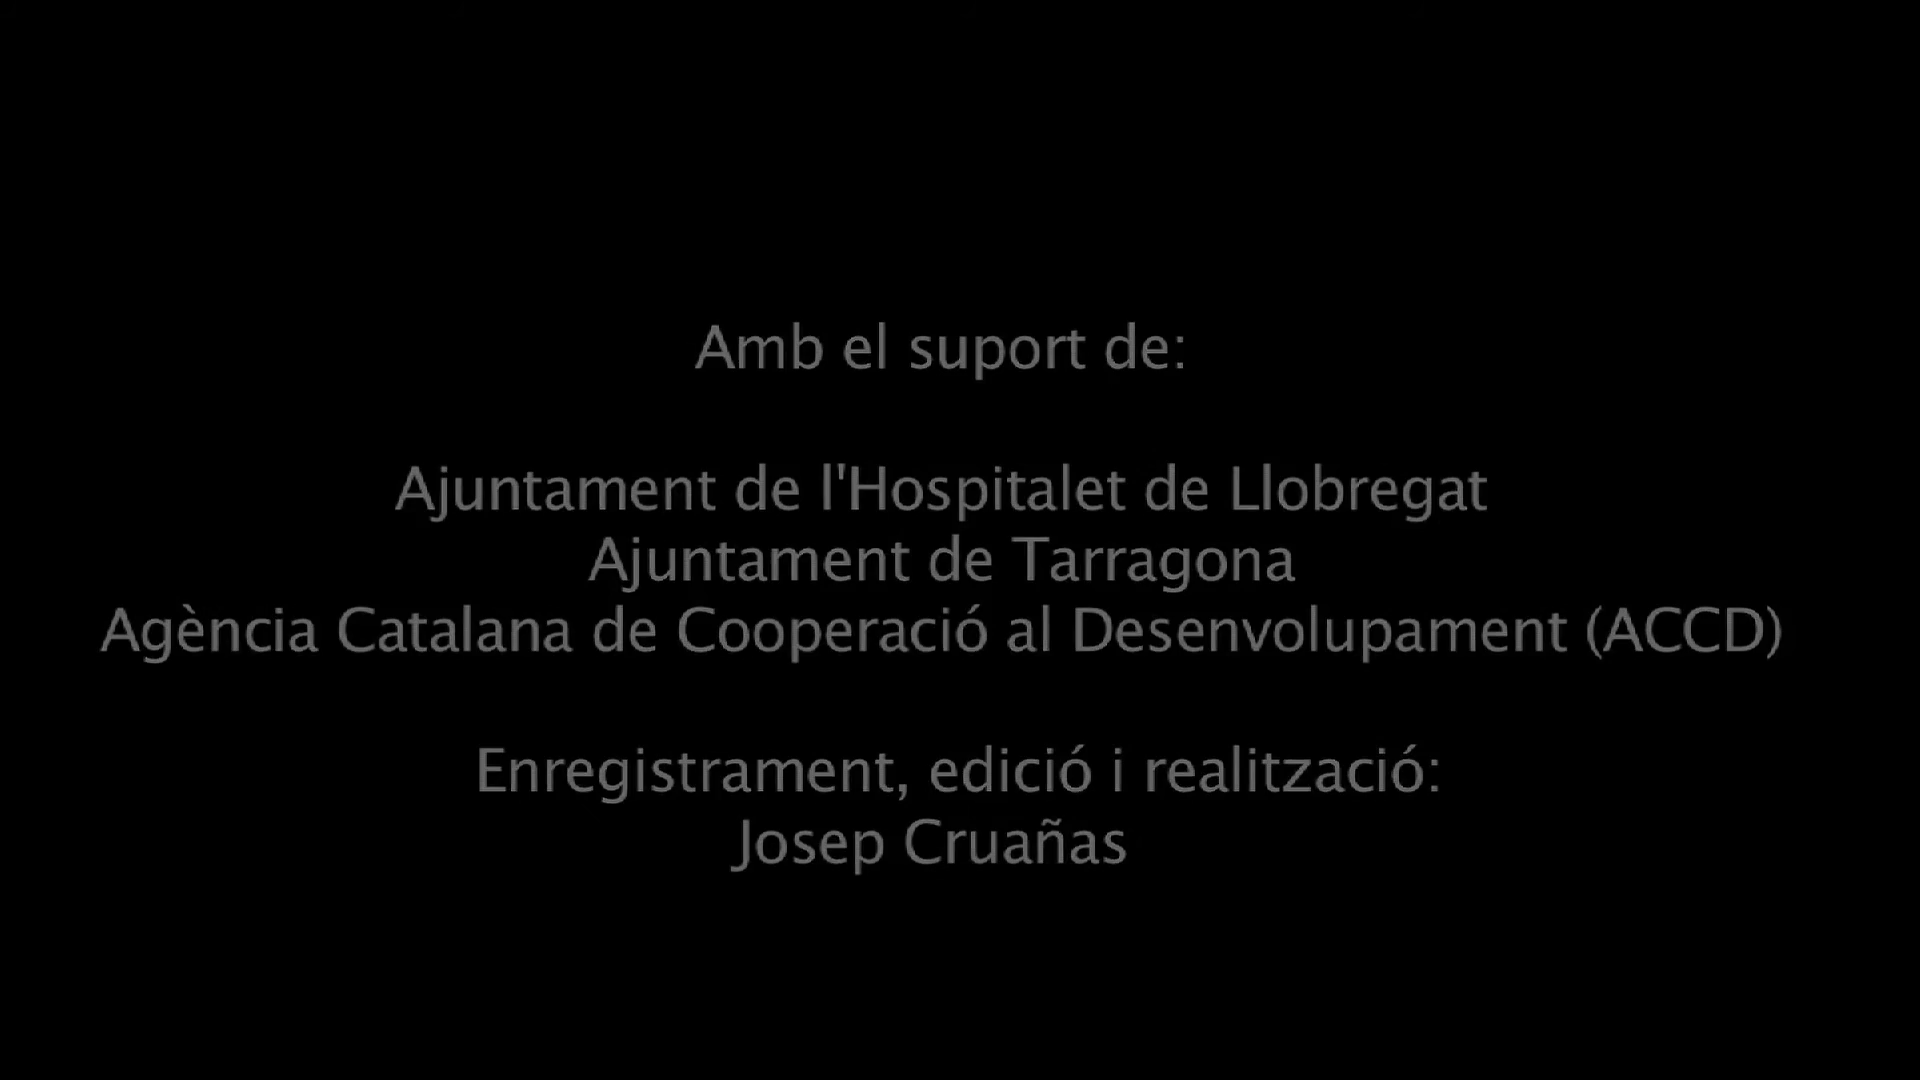 Amb el suport de:
Ajuntament de l'Hospitalet de Llobregat
Ajuntament de Tarragona
Agència Catalana de Cooperació al Desenvolupament (ACCD)
Enregistrament, edició i realització:
Josep Cruañas